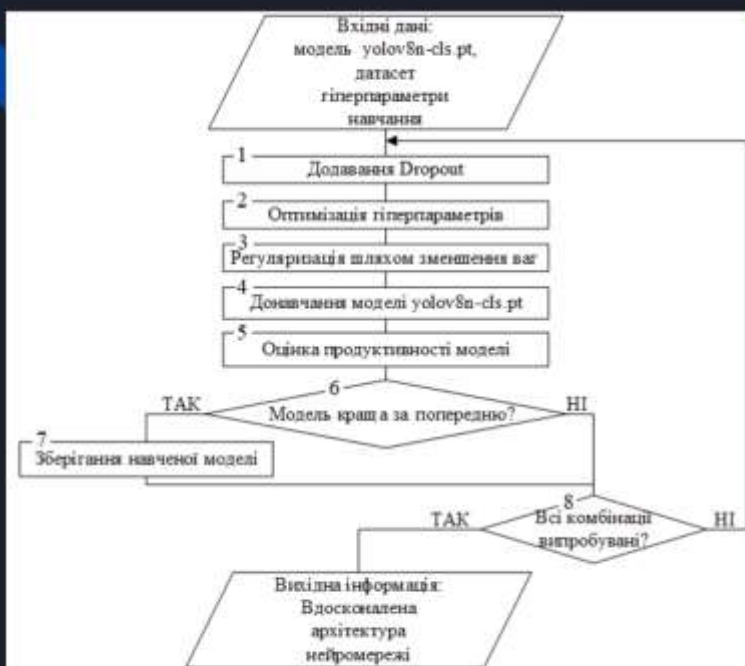 Вхідні дані:
модель yolov8n-cls.pt,
датасет
гіперпараметри
навчання
1
Додавання Dropout
2
Оптимізація гіперпараметрів
3
Регуляризація шляхом зменшення ваг
4
Донавчання моделі yolov8n-cls.pt
5
Оцінка продуктивності моделі
6
ТАК
Модель краща за попередню?
НІ
7
Зберігання навченої моделі
8
ТАК
Всі комбінації
випробувані?
НІ
Вихідна інформація:
Вдосконалена
архітектура
нейромережі